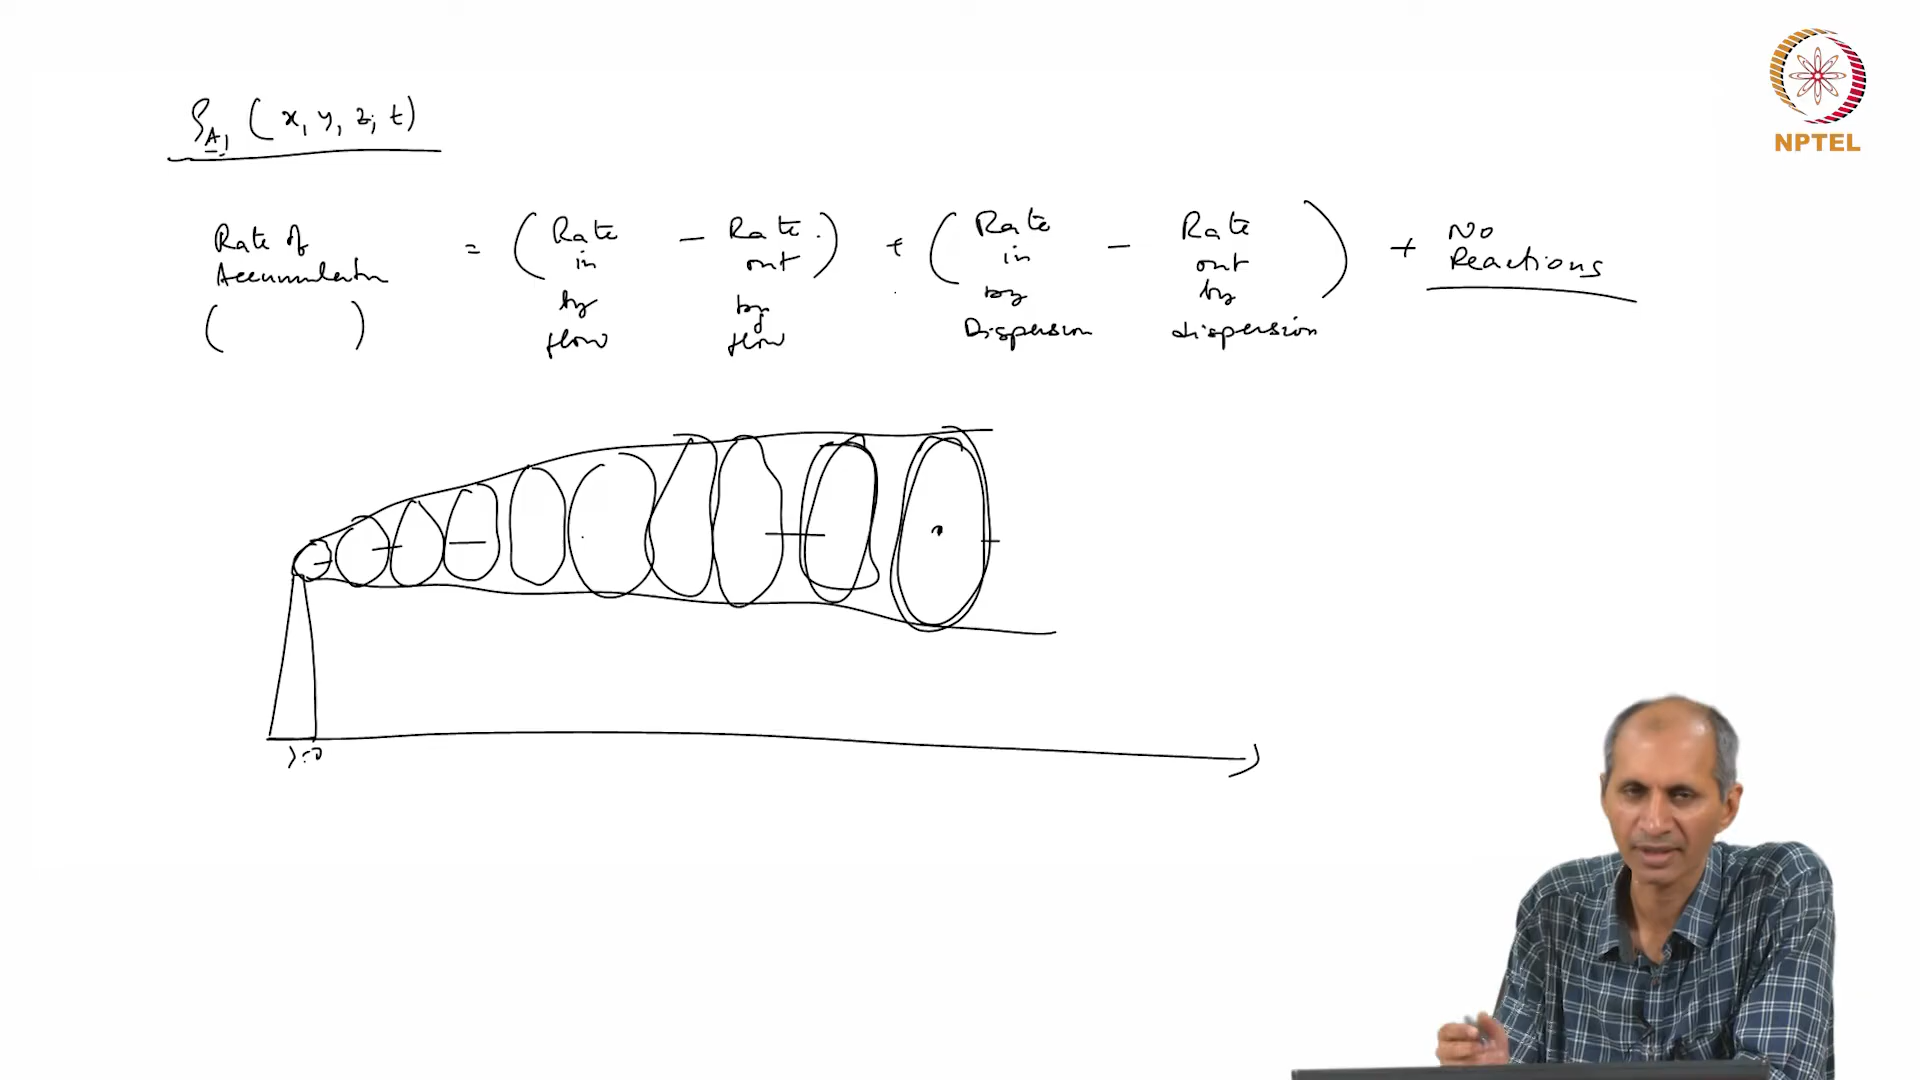 ρA1 (x, y, z, t)
Rate of Accumulation = (Rate in by flow − Rate out by flow) + (Rate in by Dispersion − Rate out by dispersion) + No Reactions
( )
NPTEL